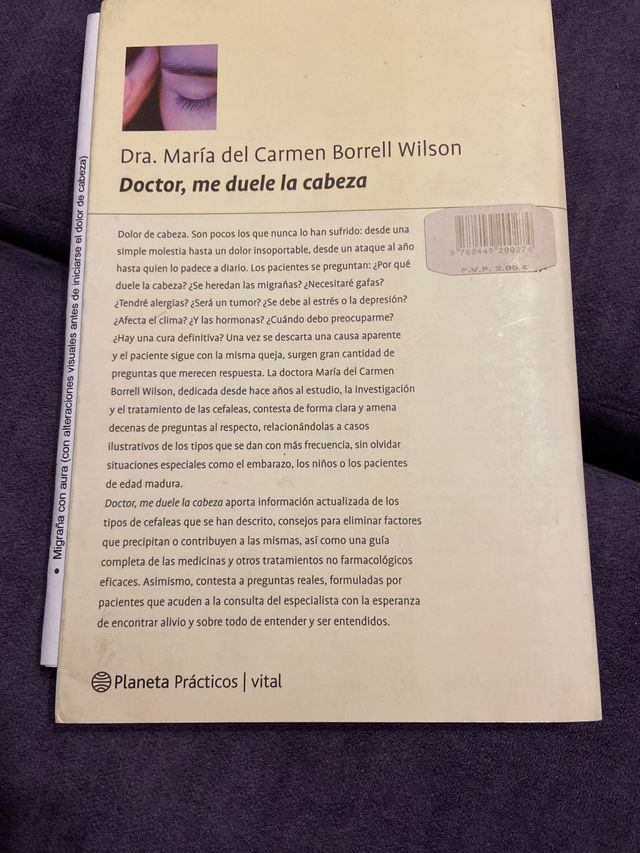 Dra. María del Carmen Borrell Wilson
Doctor, me duele la cabeza
Dolor de cabeza. Son pocos los que nunca lo han sufrido: desde una
simple molestia hasta un dolor insoportable, desde un ataque al año
hasta quien lo padece a diario. Los pacientes se preguntan: ¿Por qué
duele la cabeza? ¿Se heredan las migrañas? ¿Necesitaré gafas?
¿Tendré alergias? ¿Será un tumor? ¿Se debe al estrés o la depresión?
¿Afecta el clima? ¿Y las hormonas? ¿Cuándo debo preocuparme?
¿Hay una cura definitiva? Una vez se descarta una causa aparente
y el paciente sigue con la misma queja, surgen gran cantidad de
preguntas que merecen respuesta. La doctora María del Carmen
Borrell Wilson, dedicada desde hace años al estudio, la investigación
y el tratamiento de las cefaleas, contesta de forma clara y amena
decenas de preguntas al respecto, relacionándolas a casos
ilustrativos de los tipos que se dan con más frecuencia, sin olvidar
situaciones especiales como el embarazo, los niños o los pacientes
de edad madura.
Doctor, me duele la cabeza aporta información actualizada de los
tipos de cefaleas que se han descrito, consejos para eliminar factores
que precipitan o contribuyen a las mismas, así como una guía
completa de las medicinas y otros tratamientos no farmacológicos
eficaces. Asimismo, contesta a preguntas reales, formuladas por
pacientes que acuden a la consulta del especialista con la esperanza
de encontrar alivio y sobre todo de entender y ser entendidos.
Planeta Prácticos | vital
9 789449 200274
P.V.P. 2.00 €
• Migraña con aura (con alteraciones visuales antes de iniciarse el dolor de cabeza)